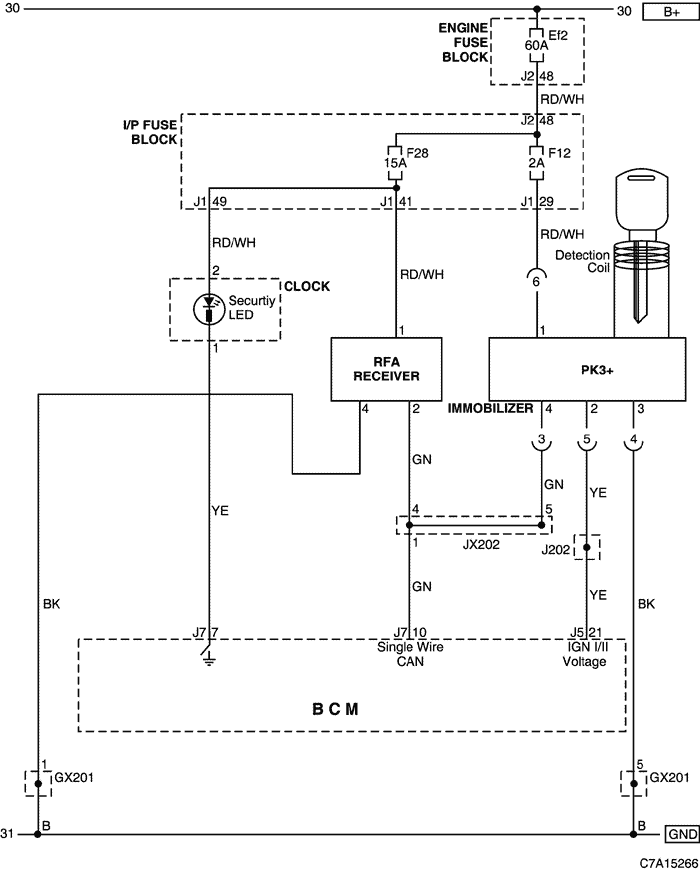 30
30
B+
ENGINE
FUSE
BLOCK
Ef2
60A
J2 48
RD/WH
I/P FUSE
BLOCK
J2 48
F28
15A
F12
2A
J1 49
J1 41
J1 29
RD/WH
RD/WH
RD/WH
Detection
Coil
2
CLOCK
6
Securtiy
LED
1
1
1
RFA
RECEIVER
PK3+
4
2
IMMOBILIZER
4
2
3
3
5
4
GN
GN
YE
YE
4
5
JX202
J202
1
GN
YE
BK
BK
J7 7
J7 10
J5 21
Single Wire
CAN
IGN I/II
Voltage
BCM
1
GX201
5
GX201
31
B
B
GND
C7A15266